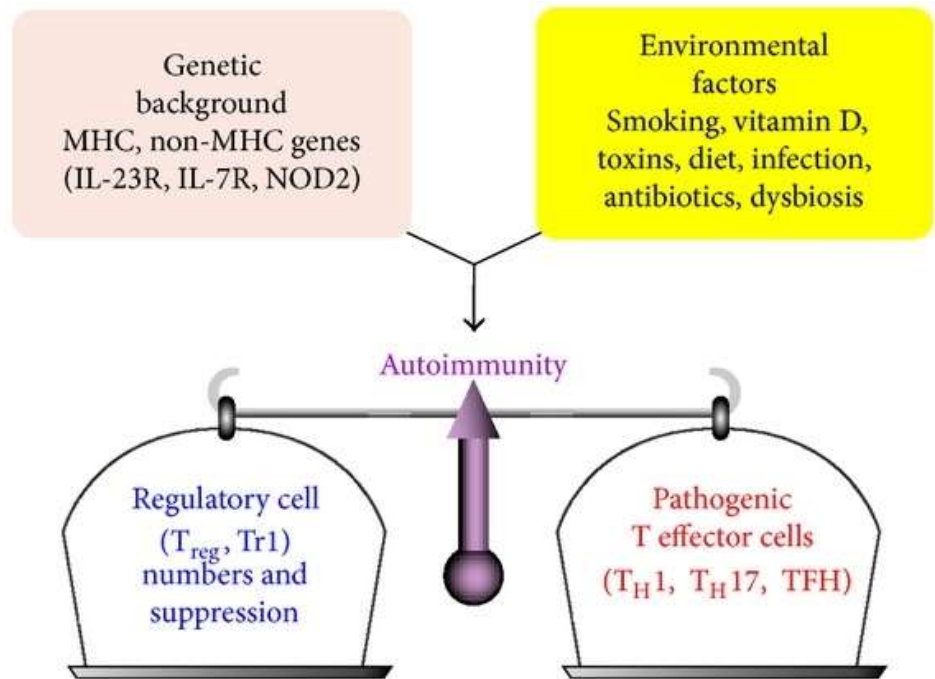 Genetic
background
MHC, non-MHC genes
(IL-23R, IL-7R, NOD2)
Environmental
factors
Smoking, vitamin D,
toxins, diet, infection,
antibiotics, dysbiosis
Autoimmunity
Regulatory cell
(Treg, Tr1)
numbers and
suppression
Pathogenic
T effector cells
(TH1, TH17, TFH)